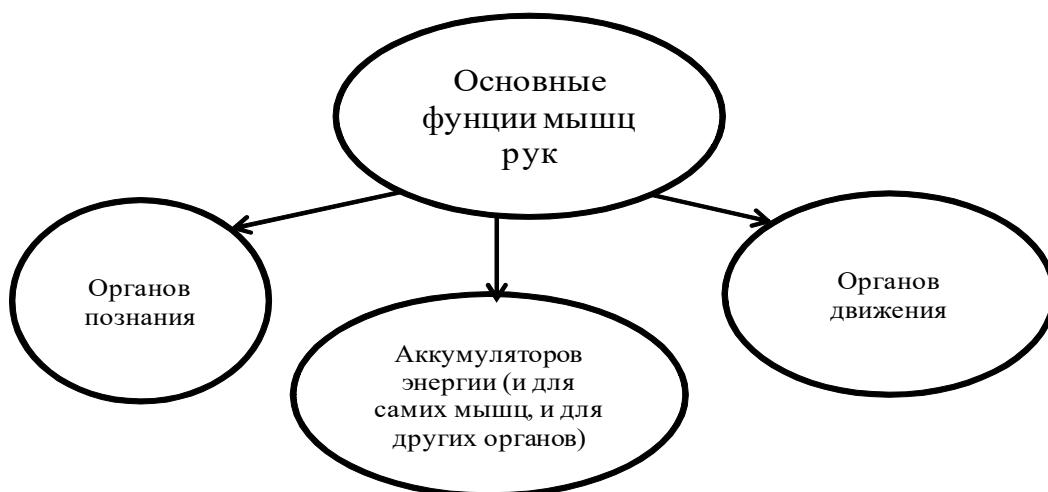 Основные
фунции мышц
рук
Органов
познания
Аккумуляторов
энергии (и для
самих мышц, и для
других органов)
Органов
движения